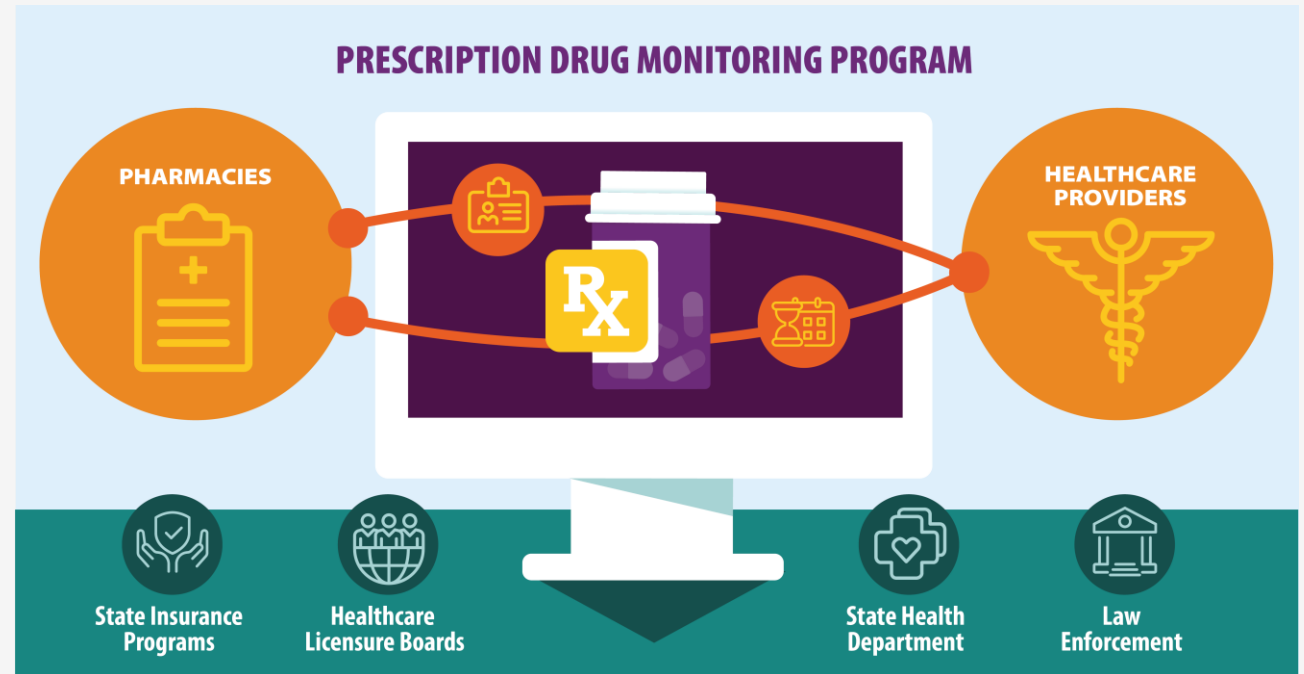 PRESCRIPTION DRUG MONITORING PROGRAM
PHARMACIES
HEALTHCARE
PROVIDERS
Rx
State Insurance
Programs
Healthcare
Licensure Boards
State Health
Department
Law
Enforcement